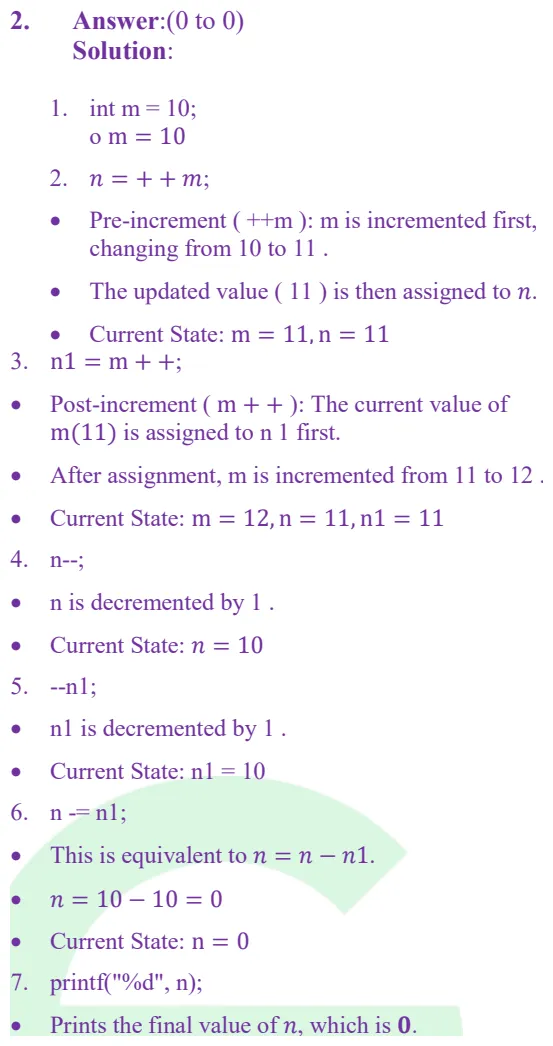 2. Answer:(0 to 0)
Solution:
1. int m = 10;
o m = 10
2. n = + + m;
• Pre-increment ( ++m ): m is incremented first,
changing from 10 to 11 .
• The updated value ( 11 ) is then assigned to n.
• Current State: m = 11, n = 11
3. n1 = m + +;
• Post-increment ( m + + ): The current value of
m(11) is assigned to n 1 first.
• After assignment, m is incremented from 11 to 12 .
• Current State: m = 12, n = 11, n1 = 11
4. n--;
• n is decremented by 1 .
• Current State: n = 10
5. --n1;
• n1 is decremented by 1 .
• Current State: n1 = 10
6. n -= n1;
• This is equivalent to n = n − n1.
• n = 10 − 10 = 0
• Current State: n = 0
7. printf("%d", n);
• Prints the final value of n, which is 0.